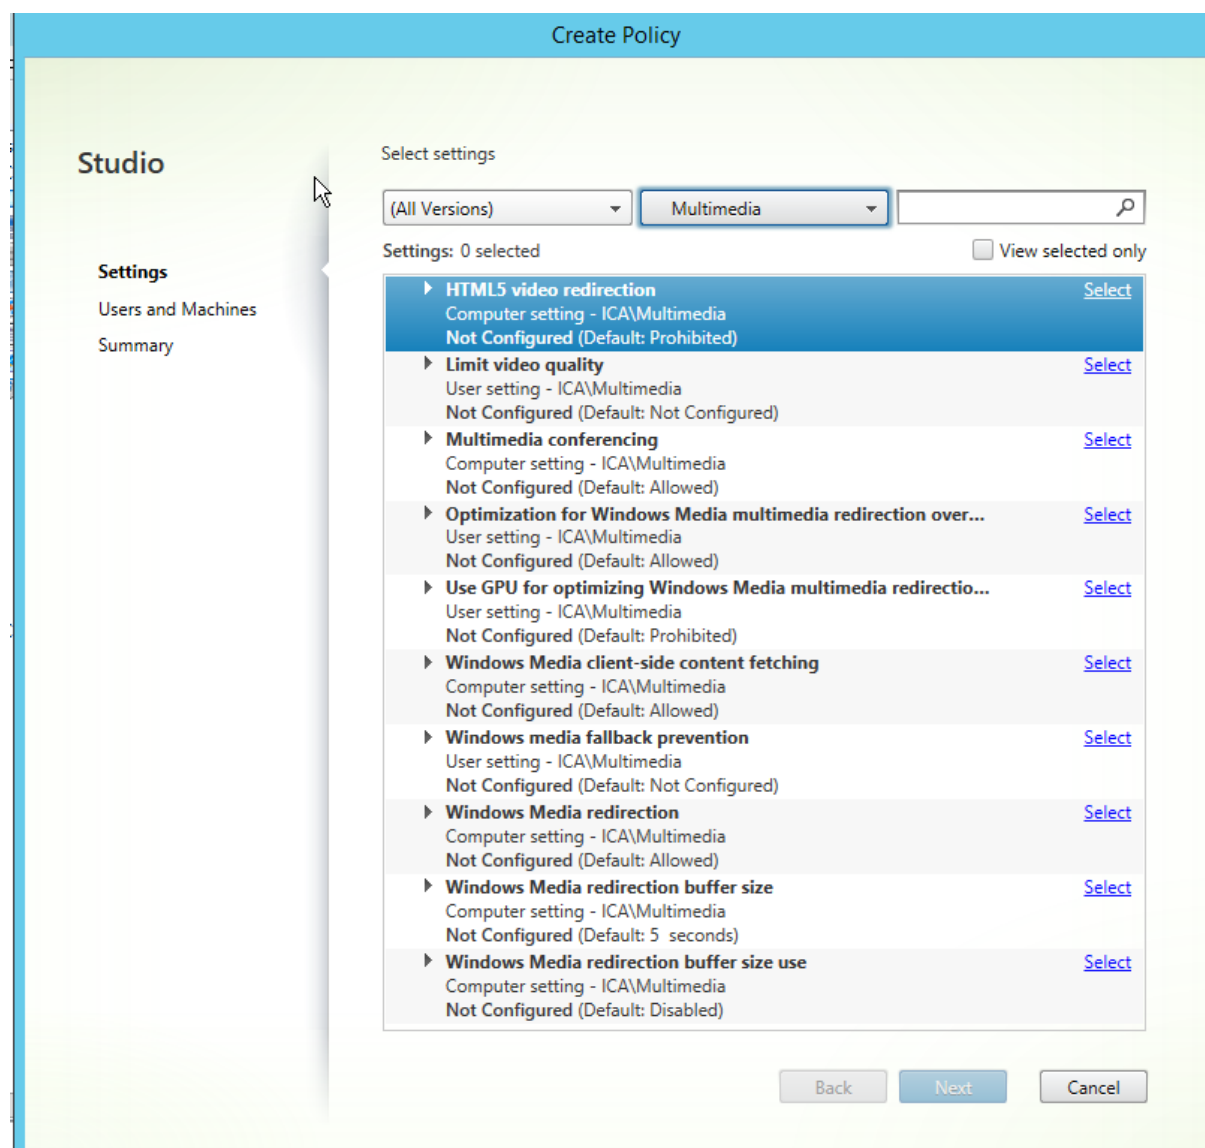 Create Policy
Studio
Select settings
(All Versions)
Multimedia
Settings: 0 selected
View selected only
Settings
Users and Machines
Summary
HTML5 video redirection
Select
Computer setting - ICA\Multimedia
Not Configured (Default: Prohibited)
Limit video quality
Select
User setting - ICA\Multimedia
Not Configured (Default: Not Configured)
Multimedia conferencing
Select
Computer setting - ICA\Multimedia
Not Configured (Default: Allowed)
Optimization for Windows Media multimedia redirection over...
Select
User setting - ICA\Multimedia
Not Configured (Default: Allowed)
Use GPU for optimizing Windows Media multimedia redirectio...
Select
User setting - ICA\Multimedia
Not Configured (Default: Prohibited)
Windows Media client-side content fetching
Select
Computer setting - ICA\Multimedia
Not Configured (Default: Allowed)
Windows media fallback prevention
Select
User setting - ICA\Multimedia
Not Configured (Default: Not Configured)
Windows Media redirection
Select
Computer setting - ICA\Multimedia
Not Configured (Default: Allowed)
Windows Media redirection buffer size
Select
Computer setting - ICA\Multimedia
Not Configured (Default: 5 seconds)
Windows Media redirection buffer size use
Select
Computer setting - ICA\Multimedia
Not Configured (Default: Disabled)
Back
Next
Cancel